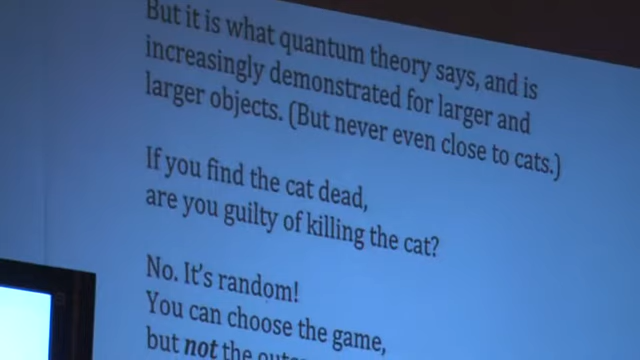 But it is what quantum theory says, and is
increasingly demonstrated for larger and
larger objects. (But never even close to cats.)
If you find the cat dead,
are you guilty of killing the cat?
No. It's random!
You can choose the game,
but not the